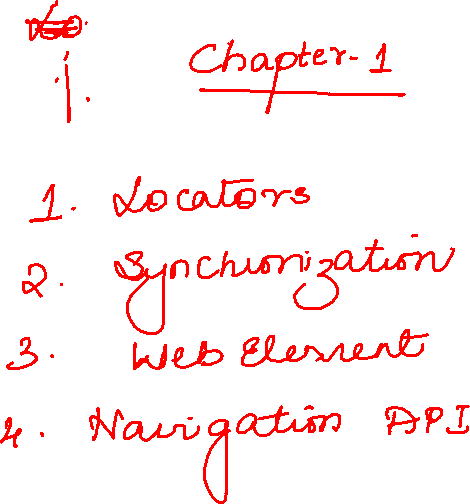 Chapter-1
1. Locators
2. Synchronization
3. Web Element
4. Navigation API